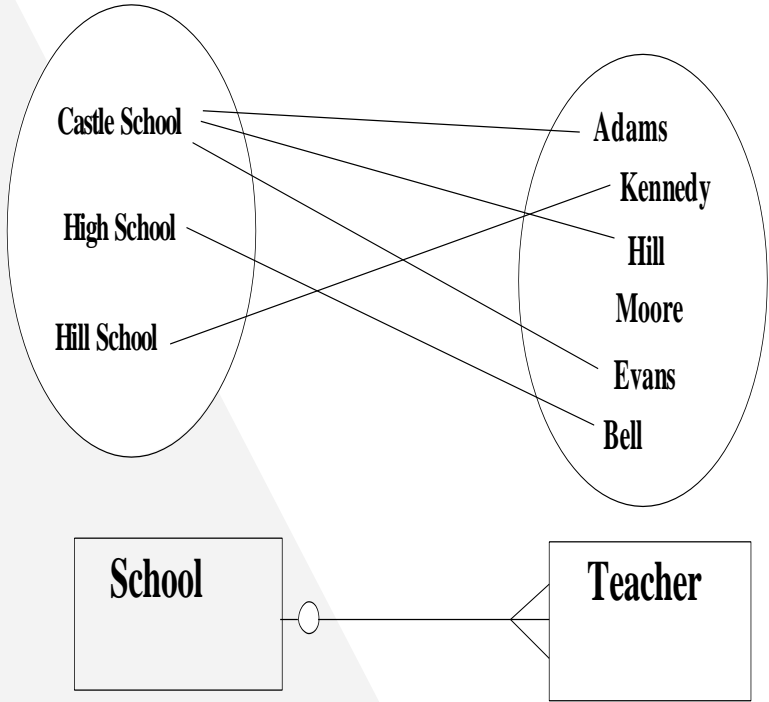 Castle School
High School
Hill School
Adams
Kennedy
Hill
Moore
Evans
Bell
School
Teacher